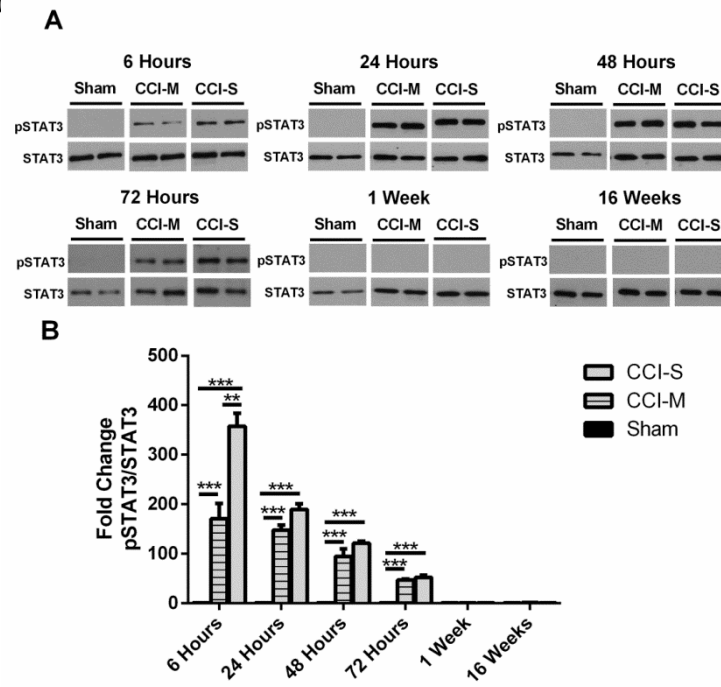 A
6 Hours 24 Hours 48 Hours
Sham CCI-M CCI-S Sham CCI-M CCI-S Sham CCI-M CCI-S
pSTAT3 pSTAT3 pSTAT3
STAT3 STAT3 STAT3
72 Hours 1 Week 16 Weeks
Sham CCI-M CCI-S Sham CCI-M CCI-S Sham CCI-M CCI-S
pSTAT3 pSTAT3 pSTAT3
STAT3 STAT3 STAT3
B
Fold Change
pSTAT3/STAT3
500
400
300
200
100
0
*** ** ***
*** ***
*** ***
*** ***
CCI-S
CCI-M
Sham
6 Hours 24 Hours 48 Hours 72 Hours 1 Week 16 Weeks